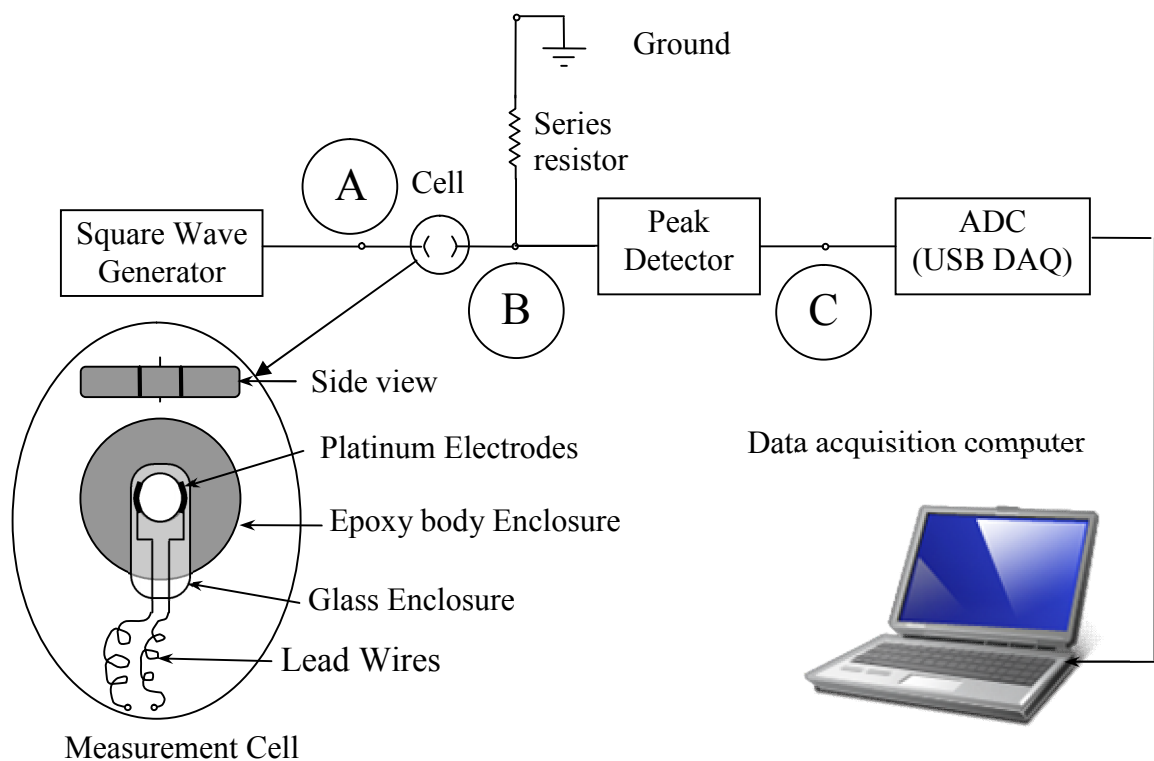 Ground
Series
resistor
A
Cell
Square Wave
Generator
B
Peak
Detector
C
ADC
(USB DAQ)
Side view
Platinum Electrodes
Epoxy body Enclosure
Glass Enclosure
Lead Wires
Measurement Cell
Data acquisition computer